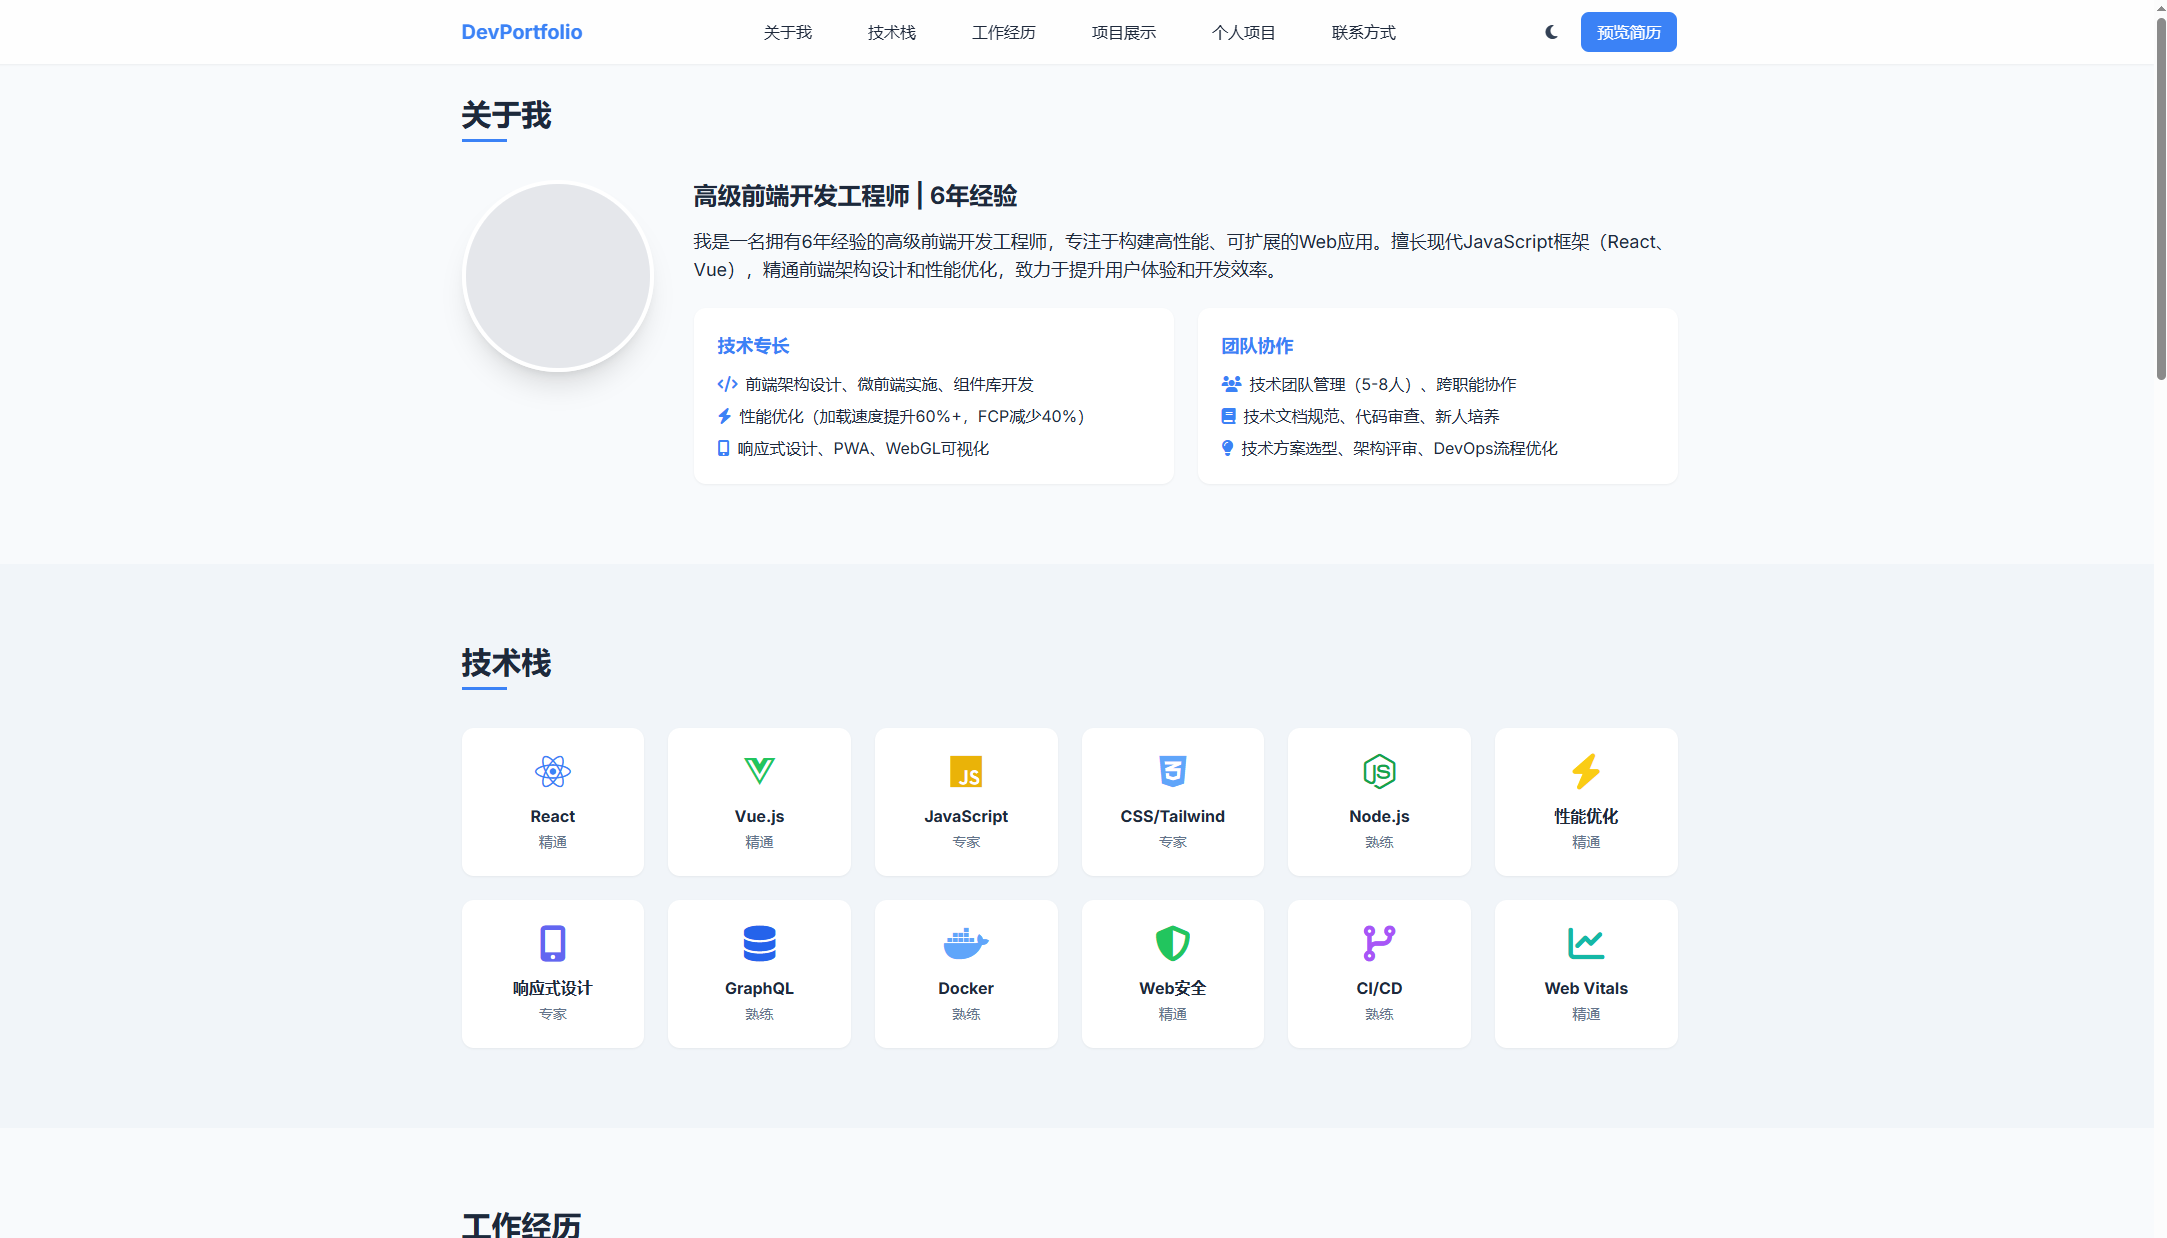 DevPortfolio
关于我
技术栈
工作经历
项目展示
个人项目
联系方式
预览简历
关于我
高级前端开发工程师 | 6年经验
我是一名拥有6年经验的高级前端开发工程师，专注于构建高性能、可扩展的Web应用。擅长现代JavaScript框架（React、
Vue），精通前端架构设计和性能优化，致力于提升用户体验和开发效率。
技术专长
前端架构设计、微前端实施、组件库开发
性能优化（加载速度提升60%+，FCP减少40%）
响应式设计、PWA、WebGL可视化
团队协作
技术团队管理（5-8人）、跨职能协作
技术文档规范、代码审查、新人培养
技术方案选型、架构评审、DevOps流程优化
技术栈
React
精通
Vue.js
精通
JS
JavaScript
专家
CSS/Tailwind
专家
Node.js
熟练
性能优化
精通
响应式设计
专家
GraphQL
熟练
Docker
熟练
Web安全
精通
CI/CD
熟练
Web Vitals
精通
工作经历